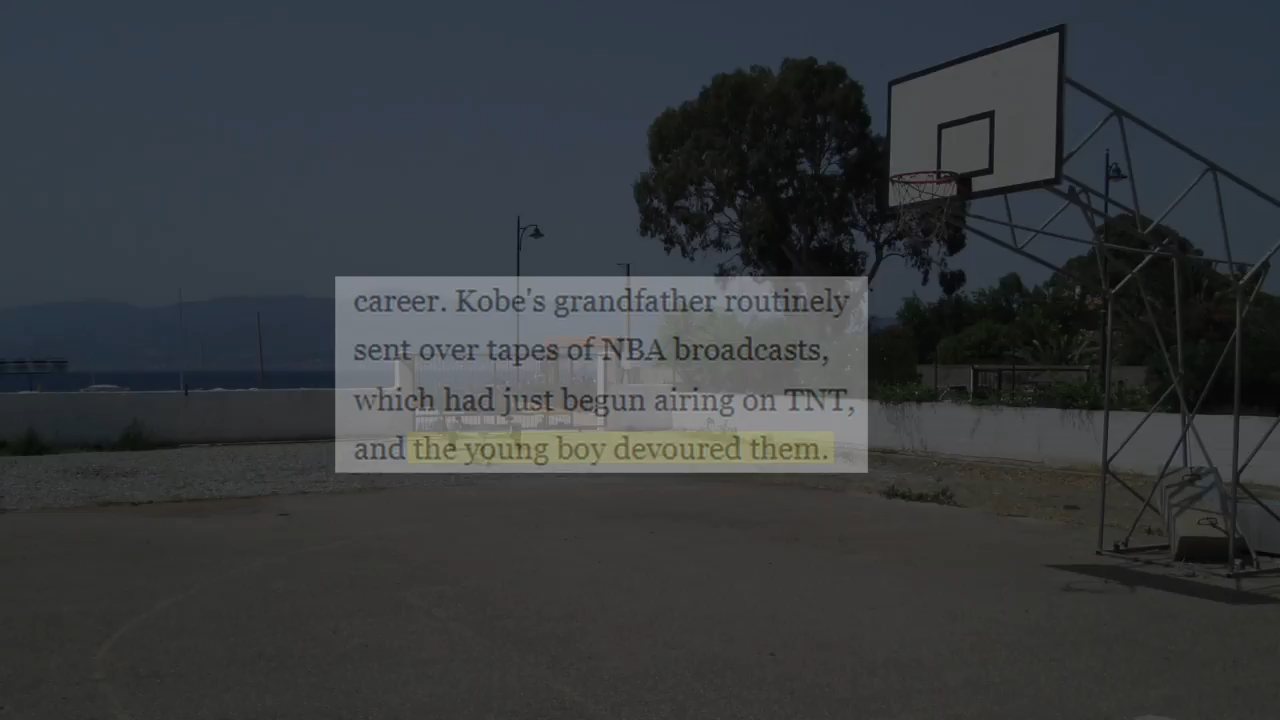 career. Kobe's grandfather routinely
sent over tapes of NBA broadcasts,
which had just begun airing on TNT,
and the young boy devoured them.